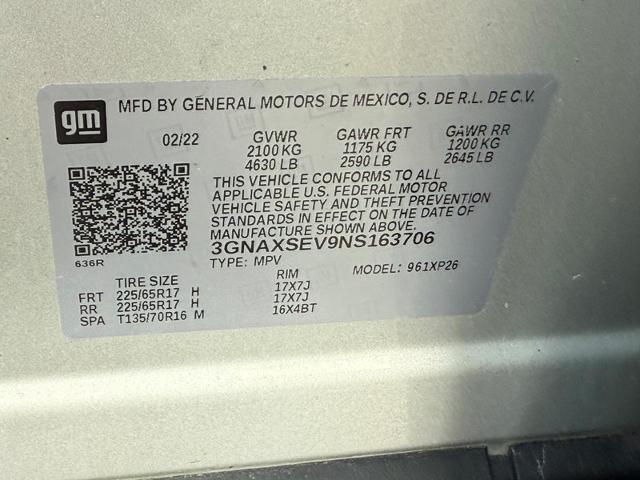 gm
MFD BY GENERAL MOTORS DE MEXICO, S. DE R.L. DE C.V.
02/22 GVWR GAWR FRT GAWR RR
2100 KG 1175 KG 1200 KG
4630 LB 2590 LB 2645 LB
THIS VEHICLE CONFORMS TO ALL
APPLICABLE U.S. FEDERAL MOTOR
VEHICLE SAFETY AND THEFT PREVENTION
STANDARDS IN EFFECT ON THE DATE OF
MANUFACTURE SHOWN ABOVE.
3GNAXSEV9NS163706
636R TYPE: MPV MODEL: 961XP26
TIRE SIZE RIM
FRT 225/65R17 H 17X7J
RR 225/65R17 H 17X7J
SPA T135/70R16 M 16X4BT